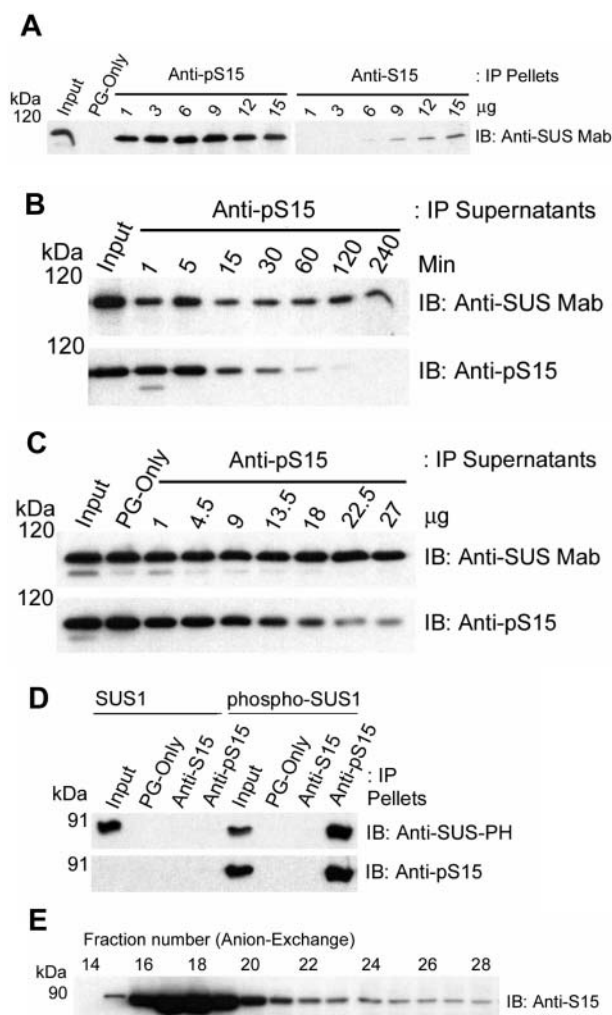 A
Input
PG-Only
Anti-pS15
Anti-S15
: IP Pellets
kDa
1 3 6 9 12 15 1 3 6 9 12 15 μg
120
IB: Anti-SUS Mab
B
Anti-pS15 : IP Supernatants
Input
kDa
1 5 15 30 60 120 240 Min
120
IB: Anti-SUS Mab
120
IB: Anti-pS15
C
Anti-pS15 : IP Supernatants
Input
PG-Only
kDa
1 4.5 9 13.5 18 22.5 27 μg
120
IB: Anti-SUS Mab
120
IB: Anti-pS15
D
SUS1 phospho-SUS1
Input PG-Only Anti-S15 Anti-pS15 Input PG-Only Anti-S15 Anti-pS15
: IP
Pellets
kDa
91
IB: Anti-SUS-PH
91
IB: Anti-pS15
E
Fraction number (Anion-Exchange)
kDa 14 16 18 20 22 24 26 28
90
IB: Anti-S15